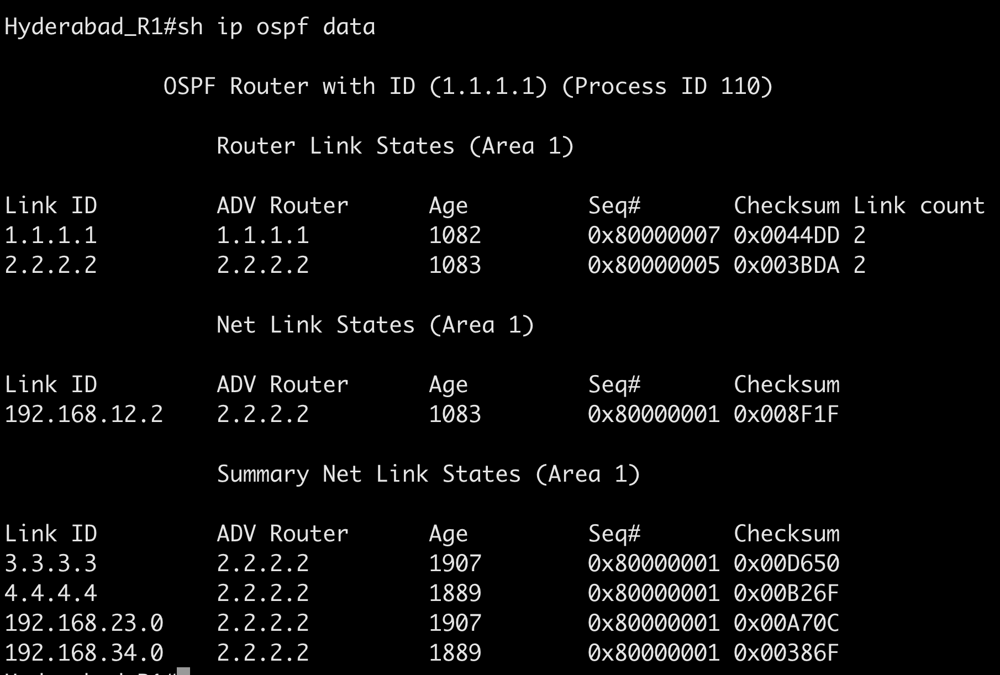 Hyderabad_R1#sh ip ospf data
OSPF Router with ID (1.1.1.1) (Process ID 110)
Router Link States (Area 1)
Link ID ADV Router Age Seq# Checksum Link count
1.1.1.1 1.1.1.1 1082 0x80000007 0x0044DD 2
2.2.2.2 2.2.2.2 1083 0x80000005 0x003BDA 2
Net Link States (Area 1)
Link ID ADV Router Age Seq# Checksum
192.168.12.2 2.2.2.2 1083 0x80000001 0x008F1F
Summary Net Link States (Area 1)
Link ID ADV Router Age Seq# Checksum
3.3.3.3 2.2.2.2 1907 0x80000001 0x00D650
4.4.4.4 2.2.2.2 1889 0x80000001 0x00B26F
192.168.23.0 2.2.2.2 1907 0x80000001 0x00A70C
192.168.34.0 2.2.2.2 1889 0x80000001 0x00386F
Hyderabad_R1#